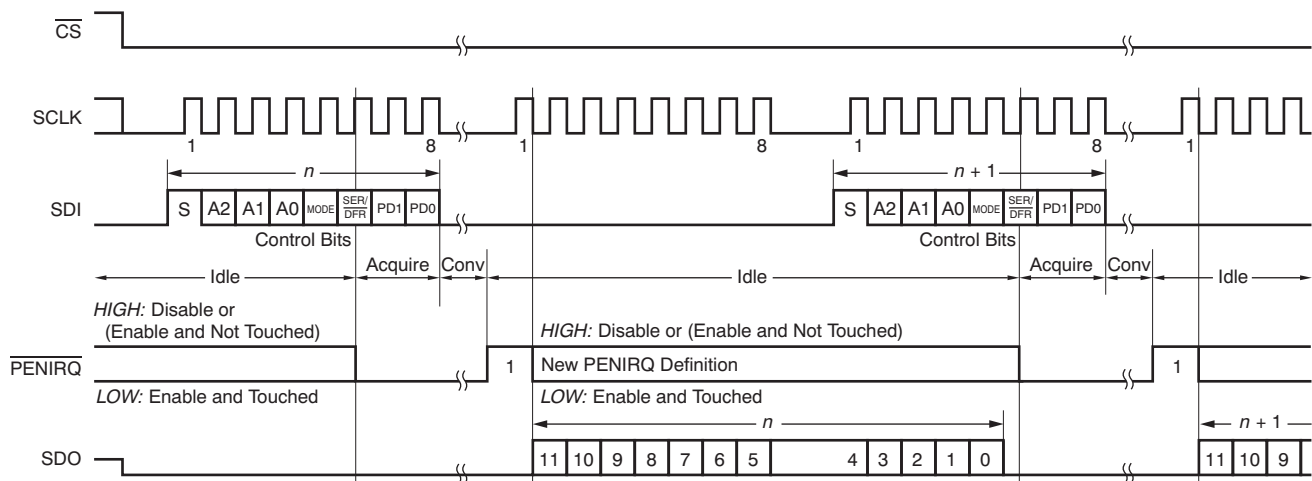 CS
SCLK
1 8 1 8 1 8 1
n n + 1
SDI S A2 A1 A0 MODE SER/DFR PD1 PD0 S A2 A1 A0 MODE SER/DFR PD1 PD0
Control Bits Control Bits
Idle Acquire Conv Idle Acquire Conv Idle
HIGH: Disable or
(Enable and Not Touched)
HIGH: Disable or (Enable and Not Touched)
PENIRQ 1 New PENIRQ Definition 1
LOW: Enable and Touched LOW: Enable and Touched
n n + 1
SDO 11 10 9 8 7 6 5 4 3 2 1 0 11 10 9